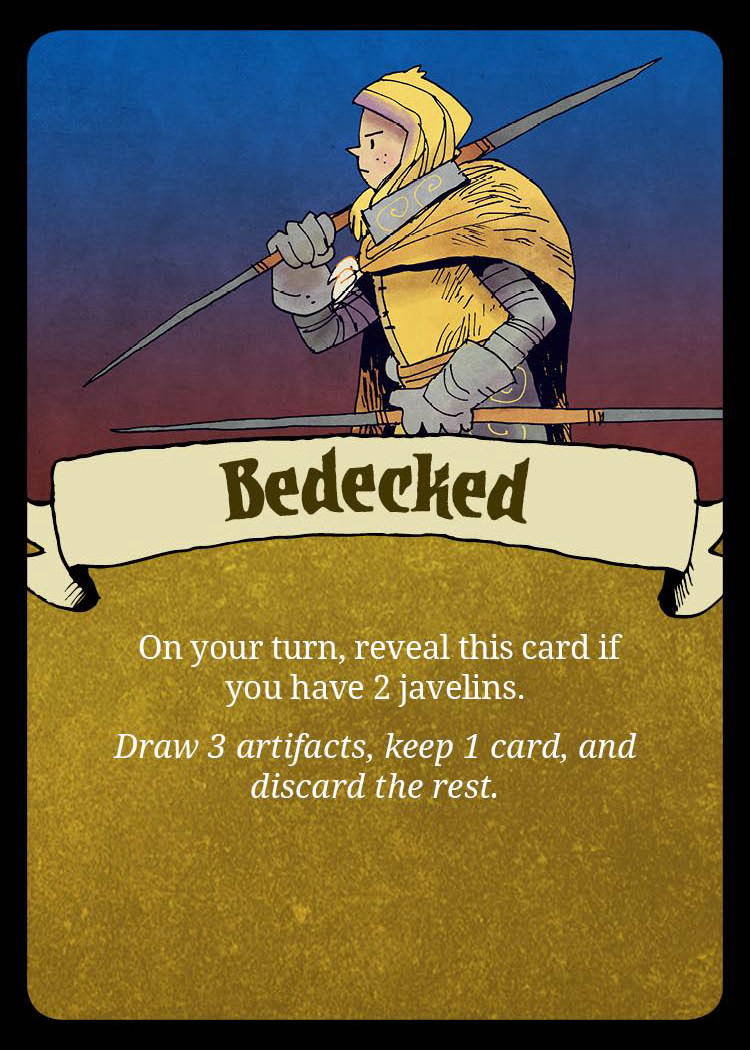 Bedecked
On your turn, reveal this card if
you have 2 javelins.
Draw 3 artifacts, keep 1 card, and
discard the rest.